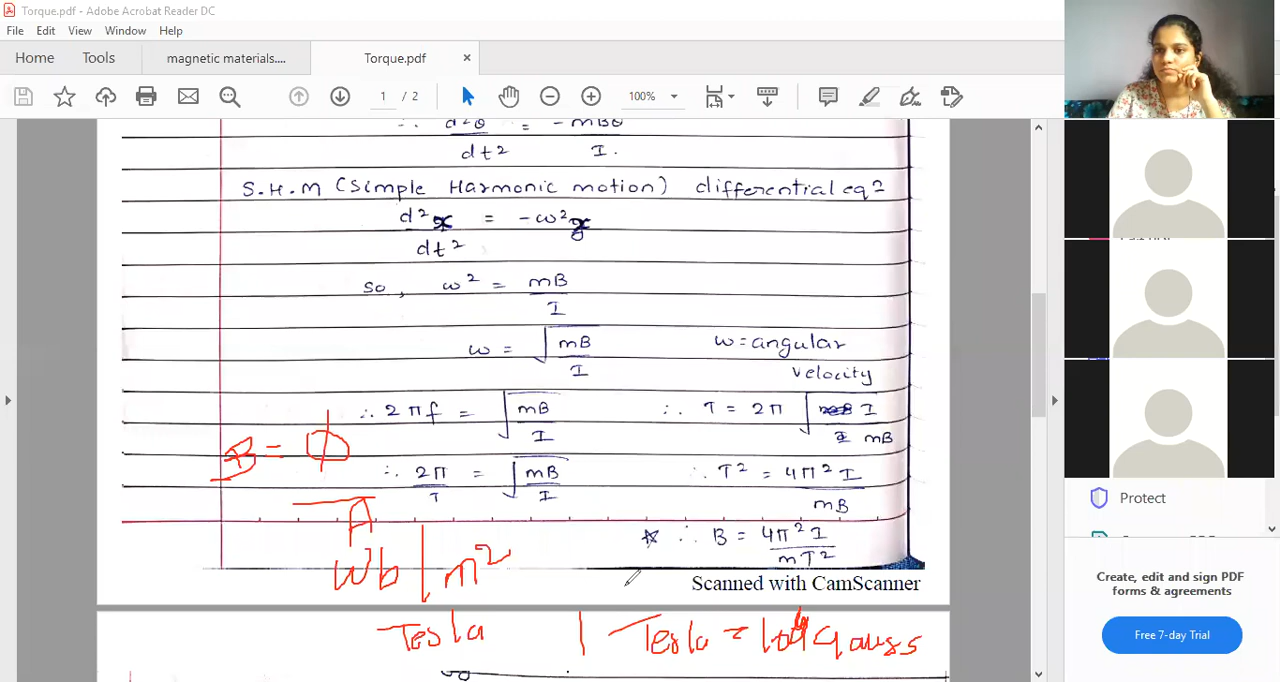 Torque.pdf - Adobe Acrobat Reader DC
File Edit View Window Help
Home Tools magnetic materials.... Torque.pdf ×
1 / 2 100%
∴ d²θ/dt² = - mBθ/I.
S.H.M (Simple Harmonic motion) differential eqⁿ
d²x/dt² = -ω²x
so, ω² = mB/I
ω = √(mB/I) ω = angular
velocity
∴ 2πf = √(mB/I) ∴ T = 2π √(I/mB)
B = Φ/A
∴ 2π/T = √(mB/I) ∴ T² = 4π²I/mB
∴ B = 4π²I/mT²
Wb/m²
Scanned with CamScanner
Tesla 1 Tesla = 10⁴ Gauss
Protect
Create, edit and sign PDF
forms & agreements
Free 7-day Trial